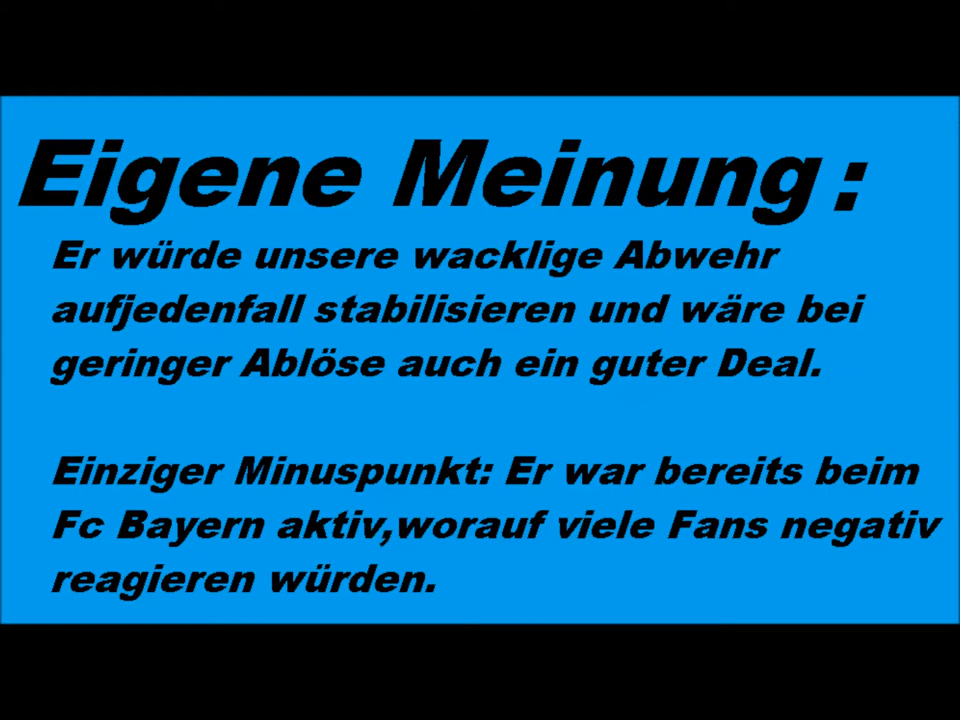 Eigene Meinung:
Er würde unsere wacklige Abwehr
aufjedenfall stabilisieren und wäre bei
geringer Ablöse auch ein guter Deal.
Einziger Minuspunkt: Er war bereits beim
Fc Bayern aktiv,worauf viele Fans negativ
reagieren würden.